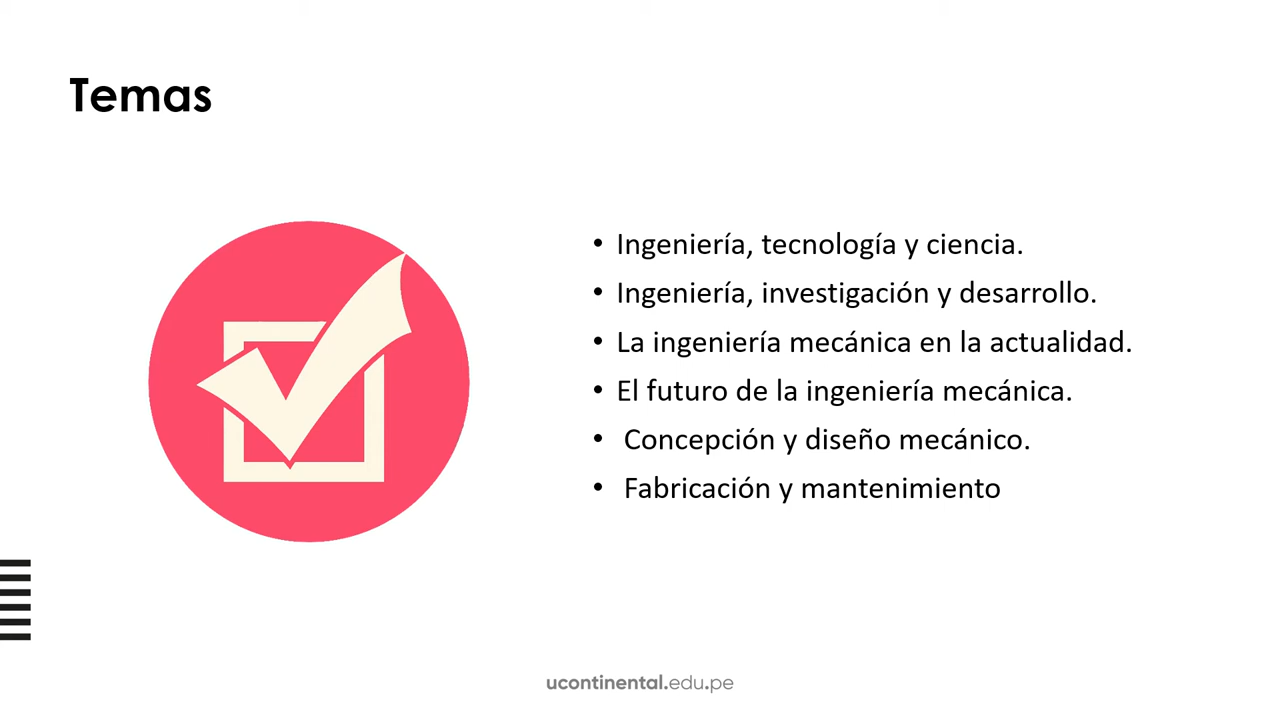 Temas
• Ingeniería, tecnología y ciencia.
• Ingeniería, investigación y desarrollo.
• La ingeniería mecánica en la actualidad.
• El futuro de la ingeniería mecánica.
• Concepción y diseño mecánico.
• Fabricación y mantenimiento
ucontinental.edu.pe